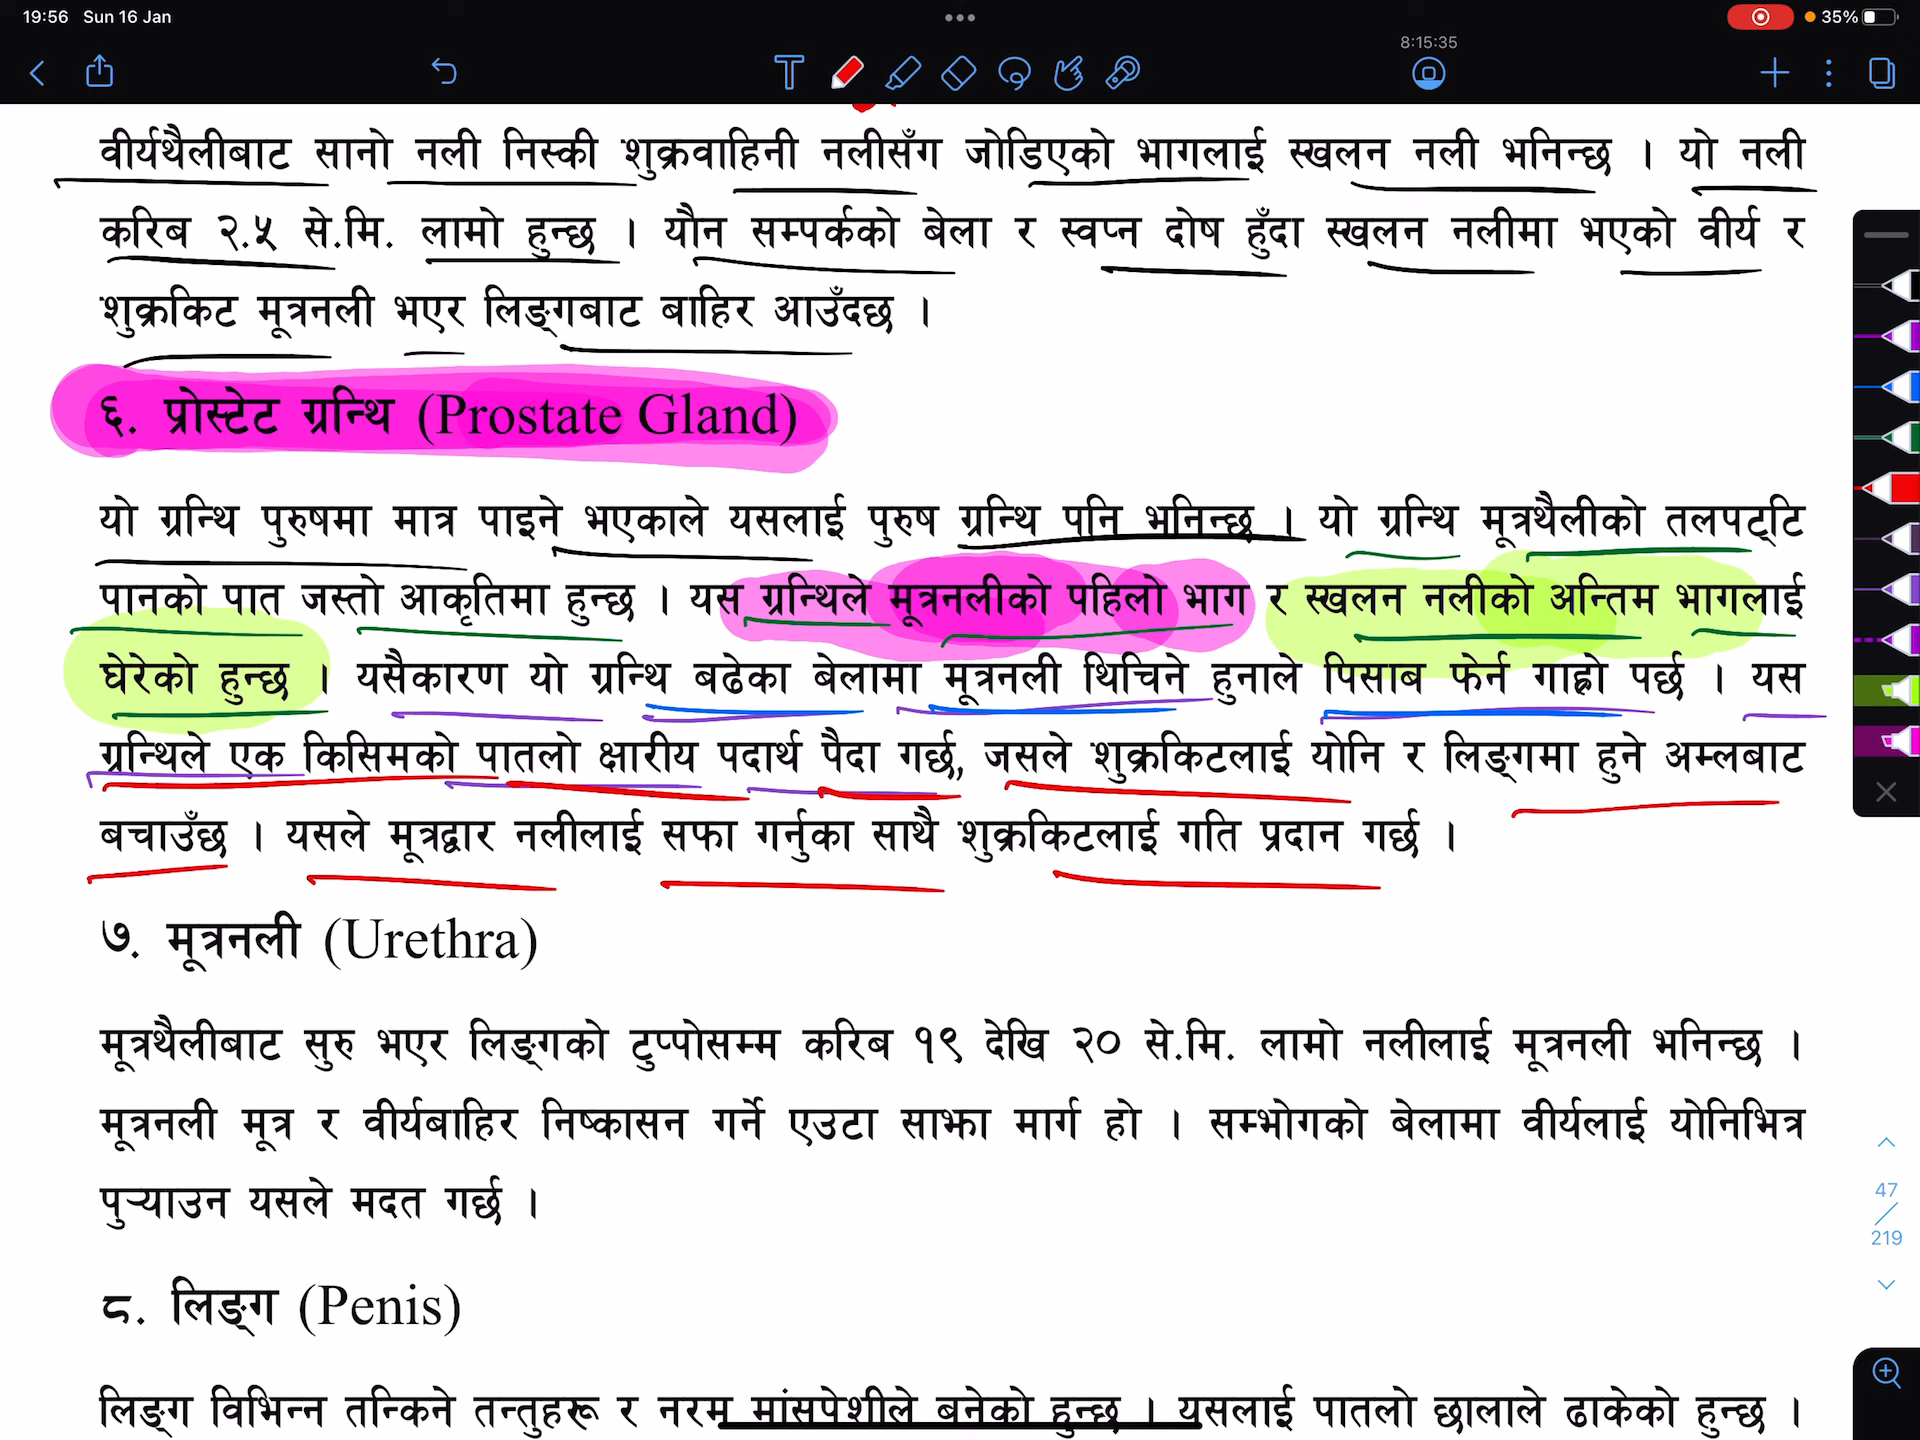 19:56 Sun 16 Jan
35%
8:15:35
वीर्यथैलीबाट सानो नली निस्की शुक्रवाहिनी नलीसँग जोडिएको भागलाई स्खलन नली भनिन्छ । यो नली
करिब २.५ से.मि. लामो हुन्छ । यौन सम्पर्कको बेला र स्वप्न दोष हुँदा स्खलन नलीमा भएको वीर्य र
शुक्रकिट मूत्रनली भएर लिङ्गबाट बाहिर आउँदछ ।
६. प्रोस्टेट ग्रन्थि (Prostate Gland)
यो ग्रन्थि पुरुषमा मात्र पाइने भएकाले यसलाई पुरुष ग्रन्थि पनि भनिन्छ । यो ग्रन्थि मूत्रथैलीको तलपट्टि
पानको पात जस्तो आकृतिमा हुन्छ । यस ग्रन्थिले मूत्रनलीको पहिलो भाग र स्खलन नलीको अन्तिम भागलाई
घेरेको हुन्छ । यसैकारण यो ग्रन्थि बढेका बेलामा मूत्रनली थिचिने हुनाले पिसाब फेर्न गाह्रो पर्छ । यस
ग्रन्थिले एक किसिमको पातलो क्षारीय पदार्थ पैदा गर्छ, जसले शुक्रकिटलाई योनि र लिङ्गमा हुने अम्लबाट
बचाउँछ । यसले मूत्रद्वार नलीलाई सफा गर्नुका साथै शुक्रकिटलाई गति प्रदान गर्छ ।
७. मूत्रनली (Urethra)
मूत्रथैलीबाट सुरु भएर लिङ्गको टुप्पोसम्म करिब १९ देखि २० से.मि. लामो नलीलाई मूत्रनली भनिन्छ ।
मूत्रनली मूत्र र वीर्यबाहिर निष्कासन गर्ने एउटा साझा मार्ग हो । सम्भोगको बेलामा वीर्यलाई योनिभित्र
पुऱ्याउन यसले मदत गर्छ ।
47
219
८. लिङ्ग (Penis)
लिङ्ग विभिन्न तन्किने तन्तुहरू र नरम मांसपेशीले बनेको हुन्छ । यसलाई पातलो छालाले ढाकेको हुन्छ ।